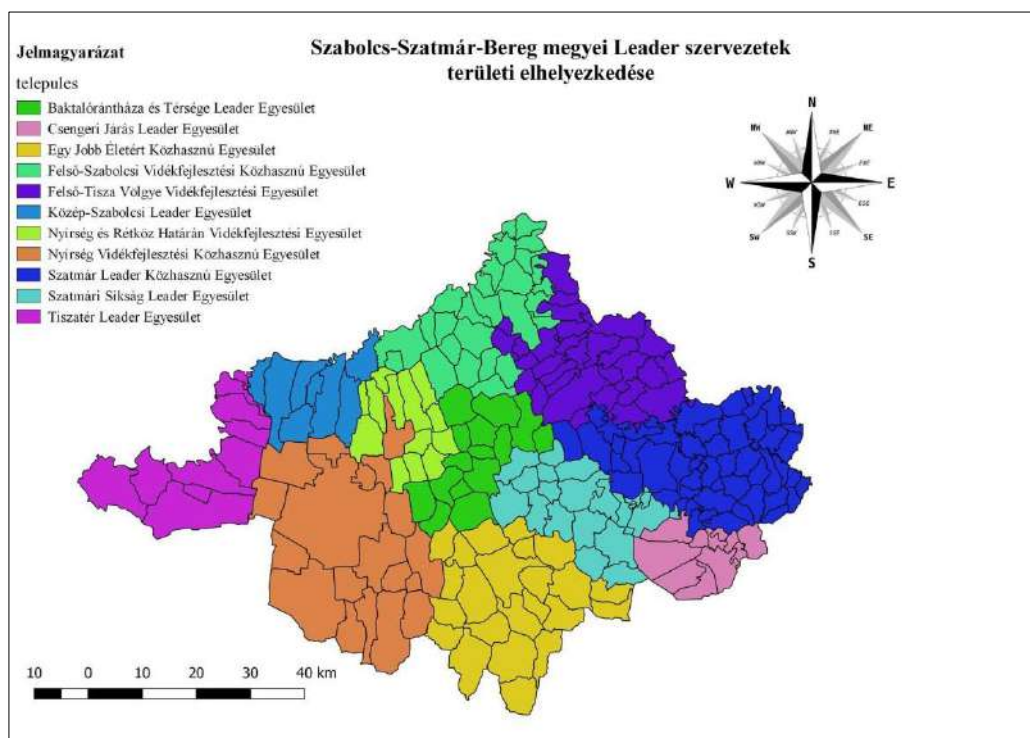 Szabolcs-Szatmár-Bereg megyei Leader szervezetek
területi elhelyezkedése
Jelmagyarázat
telepules
Baktalórántháza és Térsége Leader Egyesület
Csengeri Járás Leader Egyesület
Egy Jobb Életért Közhasznú Egyesület
Felső-Szabolcsi Vidékfejlesztési Közhasznú Egyesület
Felső-Tisza Völgye Vidékfejlesztési Egyesület
Közép-Szabolcsi Leader Egyesület
Nyírség és Rétköz Határán Vidékfejlesztési Egyesület
Nyírség Vidékfejlesztési Közhasznú Egyesület
Szatmár Leader Közhasznú Egyesület
Szatmári Síkság Leader Egyesület
Tiszatér Leader Egyesület
N
NW NE
W E
SW SE
S
10 0 10 20 30 40 km